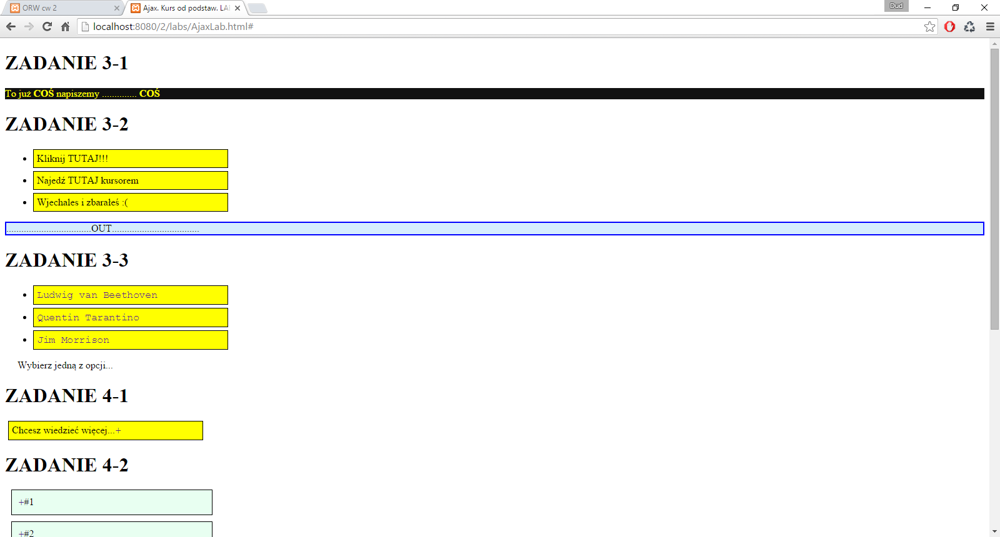 ORW cw 2
Ajax. Kurs od podstaw. LA
Dud
localhost:8080/2/labs/AjaxLab.html#
ZADANIE 3-1
To już COŚ napiszemy .............. COŚ
ZADANIE 3-2
Kliknij TUTAJ!!!
Najedź TUTAJ kursorem
Wjechales i zbarałeś :(
..................................OUT...................................
ZADANIE 3-3
Ludwig van Beethoven
Quentin Tarantino
Jim Morrison
Wybierz jedną z opcji...
ZADANIE 4-1
Chcesz wiedzieć więcej...+
ZADANIE 4-2
+#1
+#2